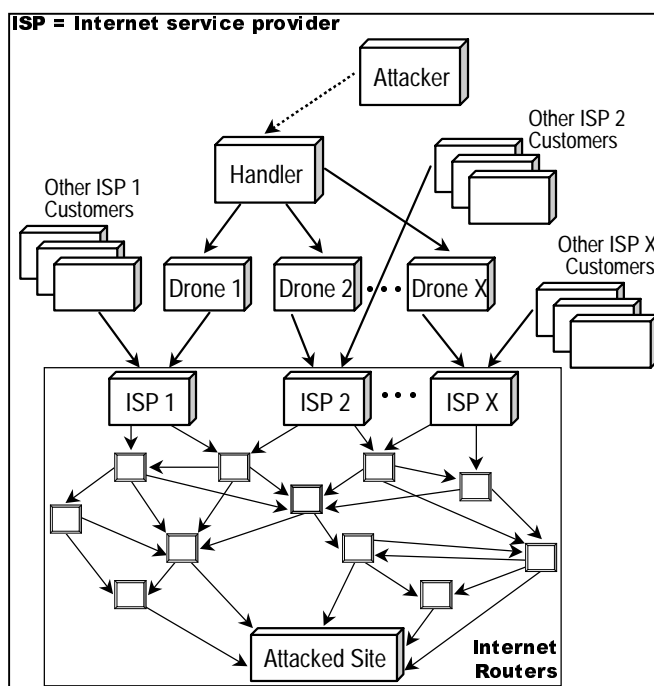 ISP = Internet service provider
Attacker
Other ISP 2
Customers
Handler
Other ISP 1
Customers
Other ISP X
Customers
Drone 1
Drone 2
•••
Drone X
ISP 1
ISP 2
•••
ISP X
Attacked Site
Internet
Routers